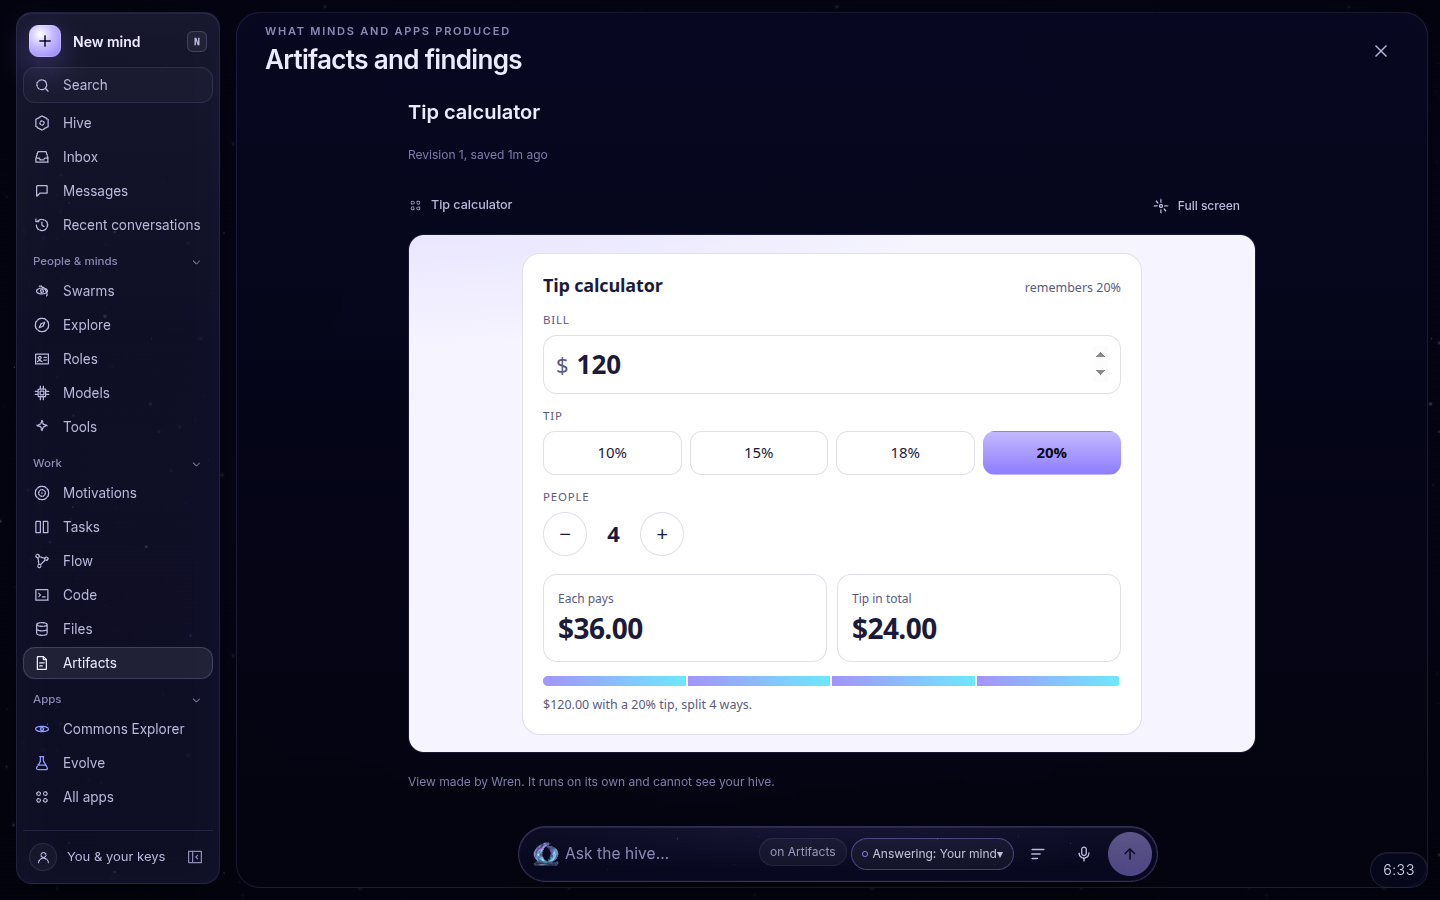 New mind
N
Search
Hive
Inbox
Messages
Recent conversations
People & minds
Swarms
Explore
Roles
Models
Tools
Work
Motivations
Tasks
Flow
Code
Files
Artifacts
Apps
Commons Explorer
Evolve
All apps
You & your keys
WHAT MINDS AND APPS PRODUCED
Artifacts and findings
Tip calculator
Revision 1, saved 1m ago
Tip calculator
Full screen
Tip calculator
remembers 20%
BILL
$ 120
TIP
10% 15% 18% 20%
PEOPLE
− 4 +
Each pays
$36.00
Tip in total
$24.00
$120.00 with a 20% tip, split 4 ways.
View made by Wren. It runs on its own and cannot see your hive.
Ask the hive...
on Artifacts
Answering: Your mind▾
6:33